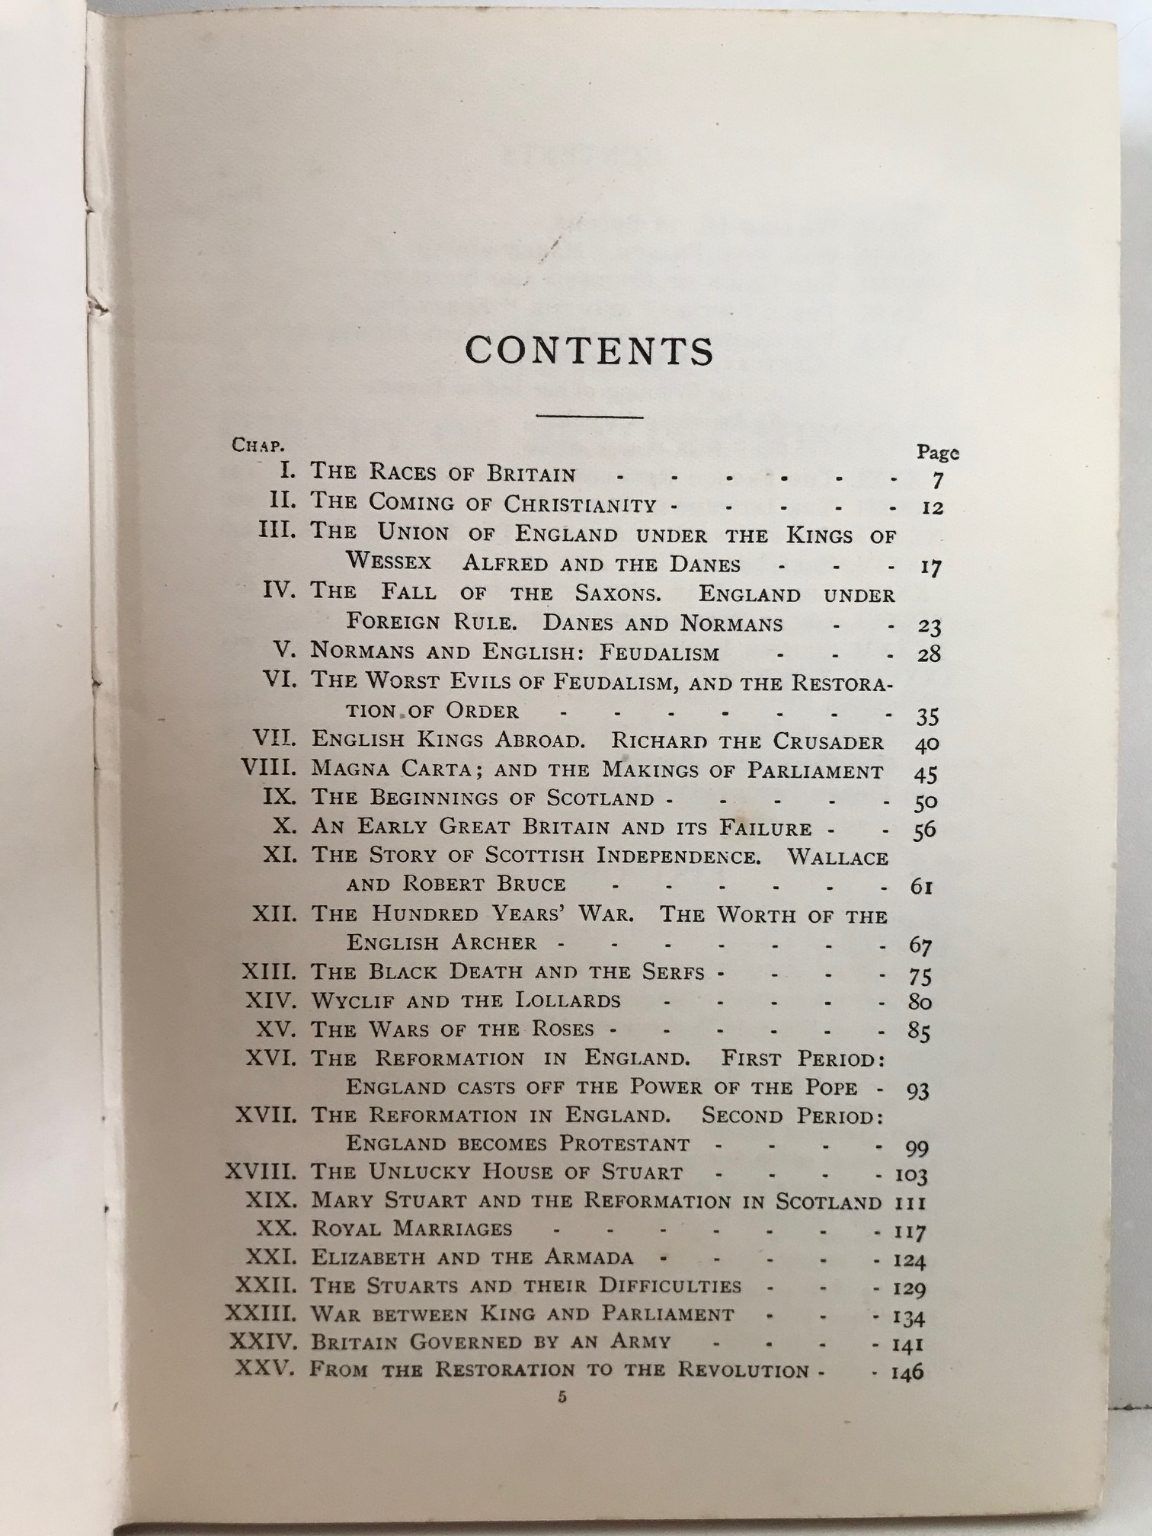 CONTENTS
CHAP. Page
I. THE RACES OF BRITAIN - - - - - - 7
II. THE COMING OF CHRISTIANITY - - - - - 12
III. THE UNION OF ENGLAND UNDER THE KINGS OF
WESSEX ALFRED AND THE DANES - - - 17
IV. THE FALL OF THE SAXONS. ENGLAND UNDER
FOREIGN RULE. DANES AND NORMANS - - 23
V. NORMANS AND ENGLISH: FEUDALISM - - - 28
VI. THE WORST EVILS OF FEUDALISM, AND THE RESTORA-
TION OF ORDER - - - - - - - 35
VII. ENGLISH KINGS ABROAD. RICHARD THE CRUSADER 40
VIII. MAGNA CARTA; AND THE MAKINGS OF PARLIAMENT 45
IX. THE BEGINNINGS OF SCOTLAND - - - - - 50
X. AN EARLY GREAT BRITAIN AND ITS FAILURE - - 56
XI. THE STORY OF SCOTTISH INDEPENDENCE. WALLACE
AND ROBERT BRUCE - - - - - - 61
XII. THE HUNDRED YEARS' WAR. THE WORTH OF THE
ENGLISH ARCHER - - - - - - - 67
XIII. THE BLACK DEATH AND THE SERFS - - - - 75
XIV. WYCLIF AND THE LOLLARDS - - - - - 80
XV. THE WARS OF THE ROSES - - - - - - 85
XVI. THE REFORMATION IN ENGLAND. FIRST PERIOD:
ENGLAND CASTS OFF THE POWER OF THE POPE - 93
XVII. THE REFORMATION IN ENGLAND. SECOND PERIOD:
ENGLAND BECOMES PROTESTANT - - - - 99
XVIII. THE UNLUCKY HOUSE OF STUART - - - - 103
XIX. MARY STUART AND THE REFORMATION IN SCOTLAND 111
XX. ROYAL MARRIAGES - - - - - - - 117
XXI. ELIZABETH AND THE ARMADA - - - - - 124
XXII. THE STUARTS AND THEIR DIFFICULTIES - - - 129
XXIII. WAR BETWEEN KING AND PARLIAMENT - - - 134
XXIV. BRITAIN GOVERNED BY AN ARMY - - - - 141
XXV. FROM THE RESTORATION TO THE REVOLUTION - - 146
5